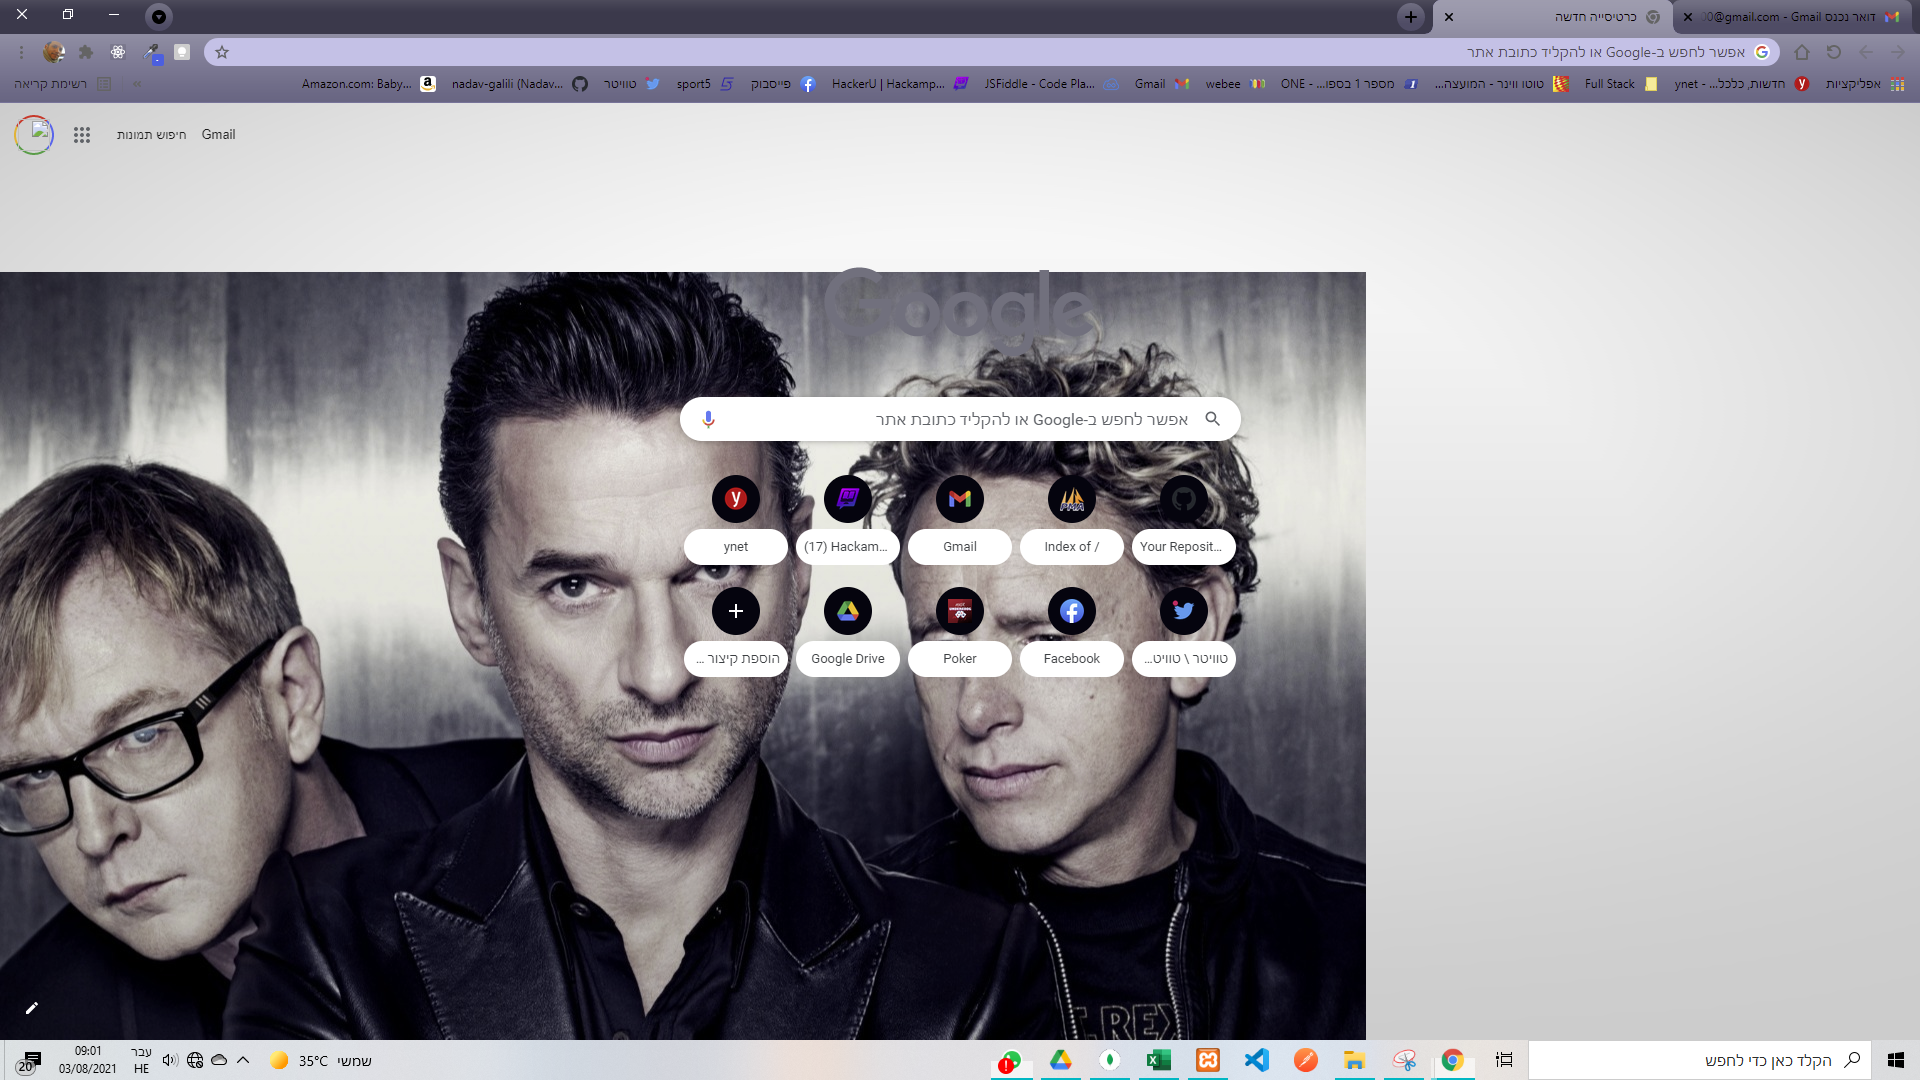 דואר נכנס - Gmail 0@gmail.com
כרטיסייה חדשה
אפשר לחפש ב-Google או להקליד כתובת אתר
אפליקציות
חדשות, כלכל... - ynet
Full Stack
טוטו ווינר - המועצה...
מספר 1 בספו... - ONE
webee
Gmail
JSFiddle - Code Pla...
HackerU | Hackamp...
פייסבוק
sport5
טוויטר
nadav-galili (Nadav...
Amazon.com: Baby...
»
רשימת קריאה
Gmail
חיפוש תמונות
Google
אפשר לחפש ב-Google או להקליד כתובת אתר
ynet
(17) Hackam...
Gmail
Index of /
Your Reposit...
הוספת קיצור ...
Google Drive
Poker
Facebook
טוויטר \ טוויט...
T.REX
הקלד כאן כדי לחפש
שמשי 35°C
עבר
HE
09:01
03/08/2021
20